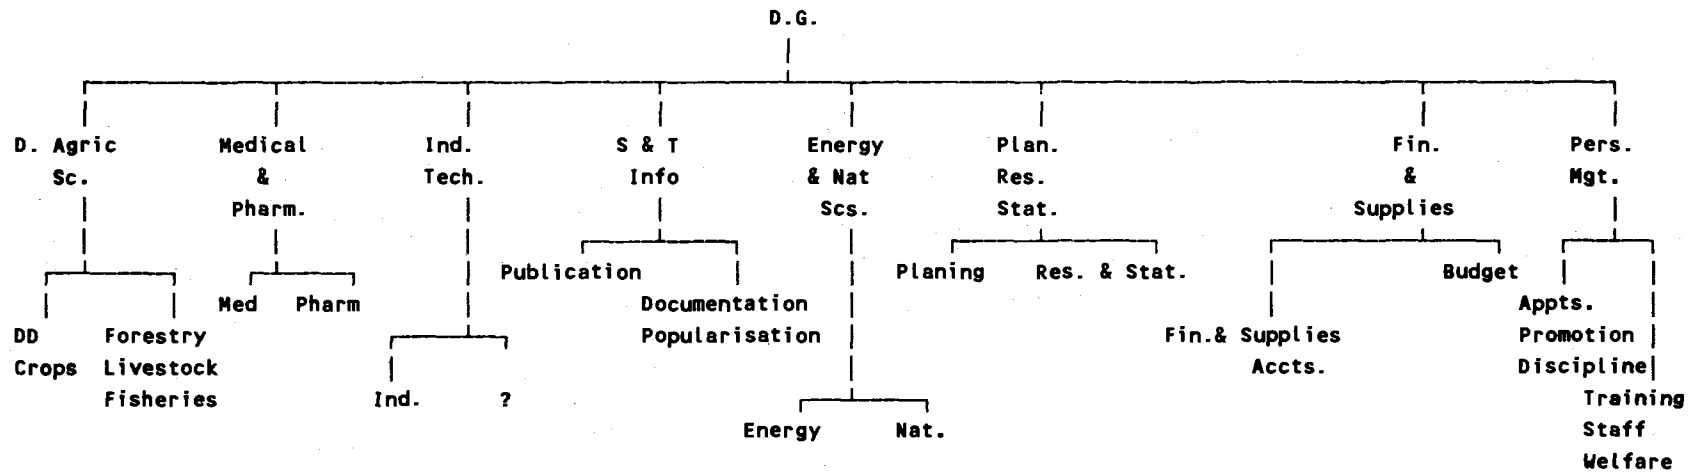 D.G.
D. Agric Medical Ind. S & T Energy Plan. Fin. Pers.
Sc. & Tech. Info & Nat Res. & Mgt.
Pharm. Scs. Stat. Supplies
Publication Planing Res. & Stat. Budget
Med Pharm Documentation Appts.
DD Forestry Popularisation Fin.& Supplies Promotion
Crops Livestock Accts. Discipline
Fisheries Ind. ? Training
Energy Nat. Staff
Welfare